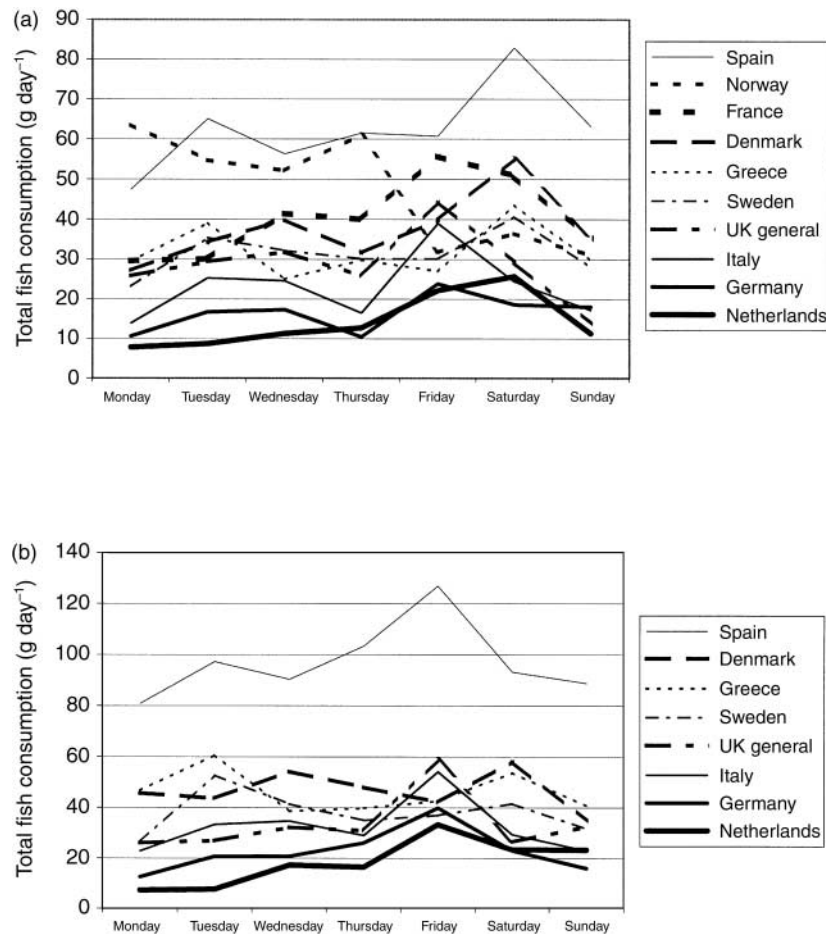 (a)
Total fish consumption (g day⁻¹)
90
80
70
60
50
40
30
20
10
0
Monday Tuesday Wednesday Thursday Friday Saturday Sunday
Spain
Norway
France
Denmark
Greece
Sweden
UK general
Italy
Germany
Netherlands
(b)
Total fish consumption (g day⁻¹)
140
120
100
80
60
40
20
0
Monday Tuesday Wednesday Thursday Friday Saturday Sunday
Spain
Denmark
Greece
Sweden
UK general
Italy
Germany
Netherlands